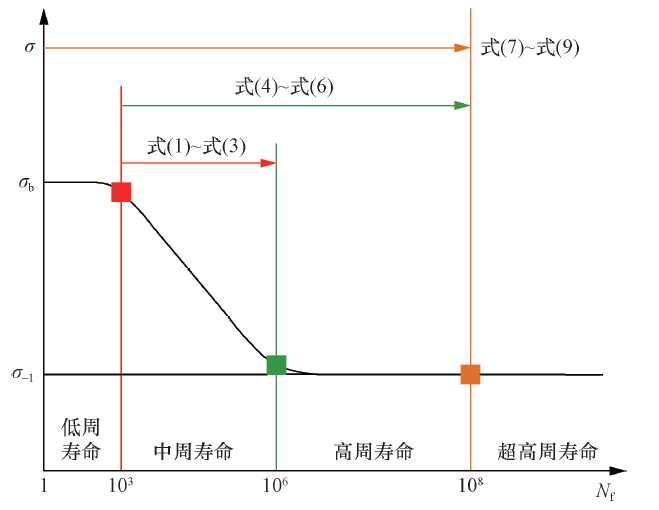 σ
式(7)~式(9)
式(4)~式(6)
式(1)~式(3)
σb
σ−1
低周
寿命
中周寿命
高周寿命
超高周寿命
1
10³
10⁶
10⁸
Nf